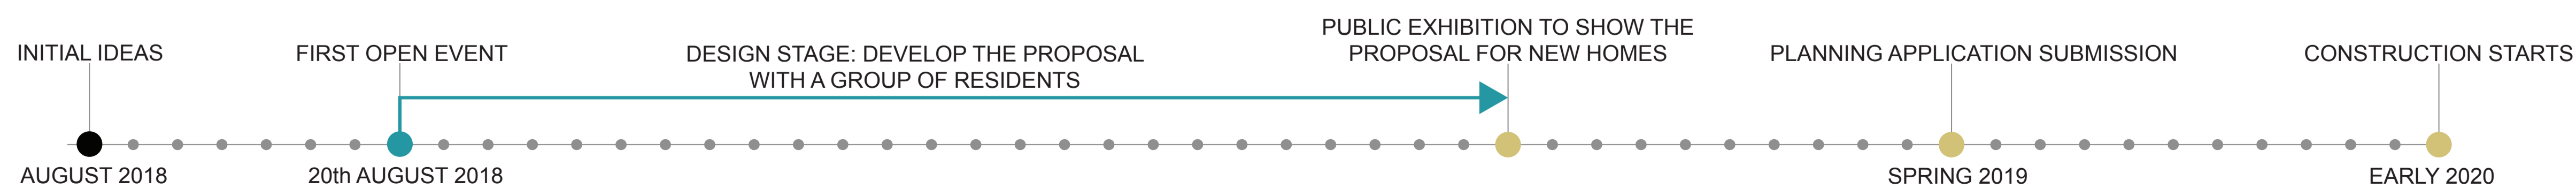 INITIAL IDEAS
AUGUST 2018
FIRST OPEN EVENT
20th AUGUST 2018
DESIGN STAGE: DEVELOP THE PROPOSAL
WITH A GROUP OF RESIDENTS
PUBLIC EXHIBITION TO SHOW THE
PROPOSAL FOR NEW HOMES
PLANNING APPLICATION SUBMISSION
SPRING 2019
CONSTRUCTION STARTS
EARLY 2020